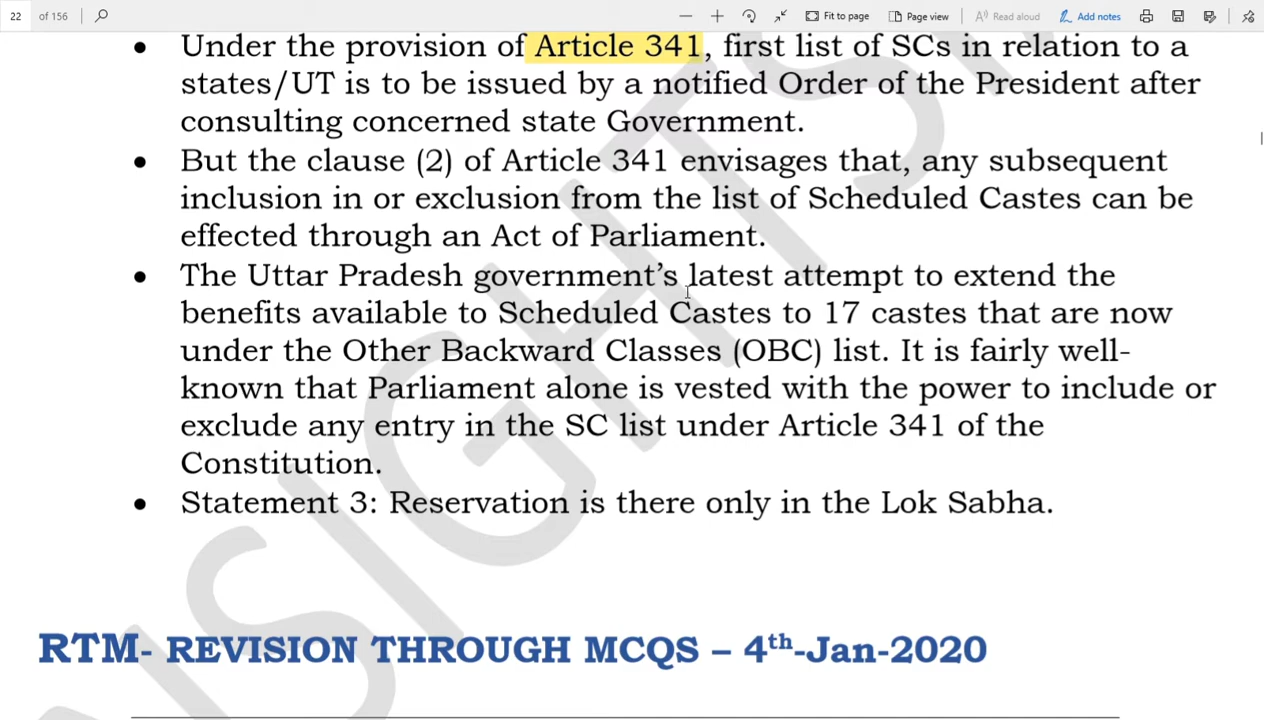 22 of 156 Fit to page Page view Read aloud Add notes
• Under the provision of Article 341, first list of SCs in relation to a
states/UT is to be issued by a notified Order of the President after
consulting concerned state Government.
• But the clause (2) of Article 341 envisages that, any subsequent
inclusion in or exclusion from the list of Scheduled Castes can be
effected through an Act of Parliament.
• The Uttar Pradesh government’s latest attempt to extend the
benefits available to Scheduled Castes to 17 castes that are now
under the Other Backward Classes (OBC) list. It is fairly well-
known that Parliament alone is vested with the power to include or
exclude any entry in the SC list under Article 341 of the
Constitution.
• Statement 3: Reservation is there only in the Lok Sabha.
RTM- REVISION THROUGH MCQS – 4th-Jan-2020